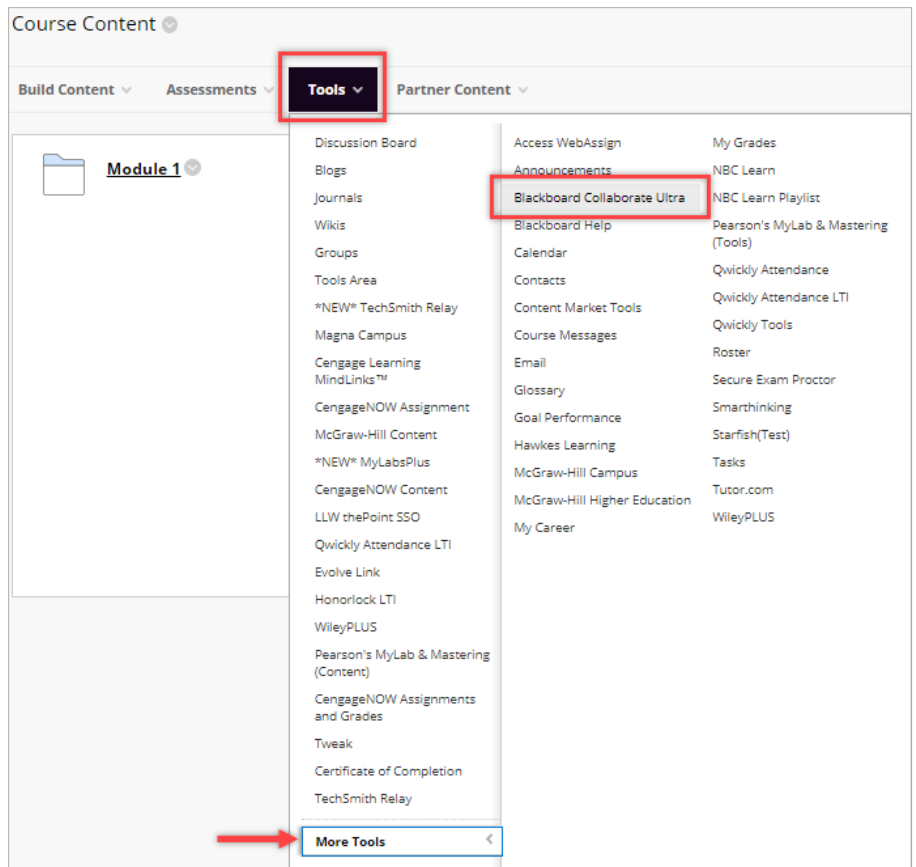 Course Content
Build Content
Assessments
Tools
Partner Content
Module 1
Discussion Board
Blogs
Journals
Wikis
Groups
Tools Area
*NEW* TechSmith Relay
Magna Campus
Cengage Learning
MindLinks™
CengageNOW Assignment
McGraw-Hill Content
*NEW* MyLabsPlus
CengageNOW Content
LLW thePoint SSO
Qwickly Attendance LTI
Evolve Link
Honorlock LTI
WileyPLUS
Pearson's MyLab & Mastering
(Content)
CengageNOW Assignments
and Grades
Tweak
Certificate of Completion
TechSmith Relay
More Tools
Access WebAssign
Announcements
Blackboard Collaborate Ultra
Blackboard Help
Calendar
Contacts
Content Market Tools
Course Messages
Email
Glossary
Goal Performance
Hawkes Learning
McGraw-Hill Campus
McGraw-Hill Higher Education
My Career
My Grades
NBC Learn
NBC Learn Playlist
Pearson's MyLab & Mastering
(Tools)
Qwickly Attendance
Qwickly Attendance LTI
Qwickly Tools
Roster
Secure Exam Proctor
Smarthinking
Starfish(Test)
Tasks
Tutor.com
WileyPLUS